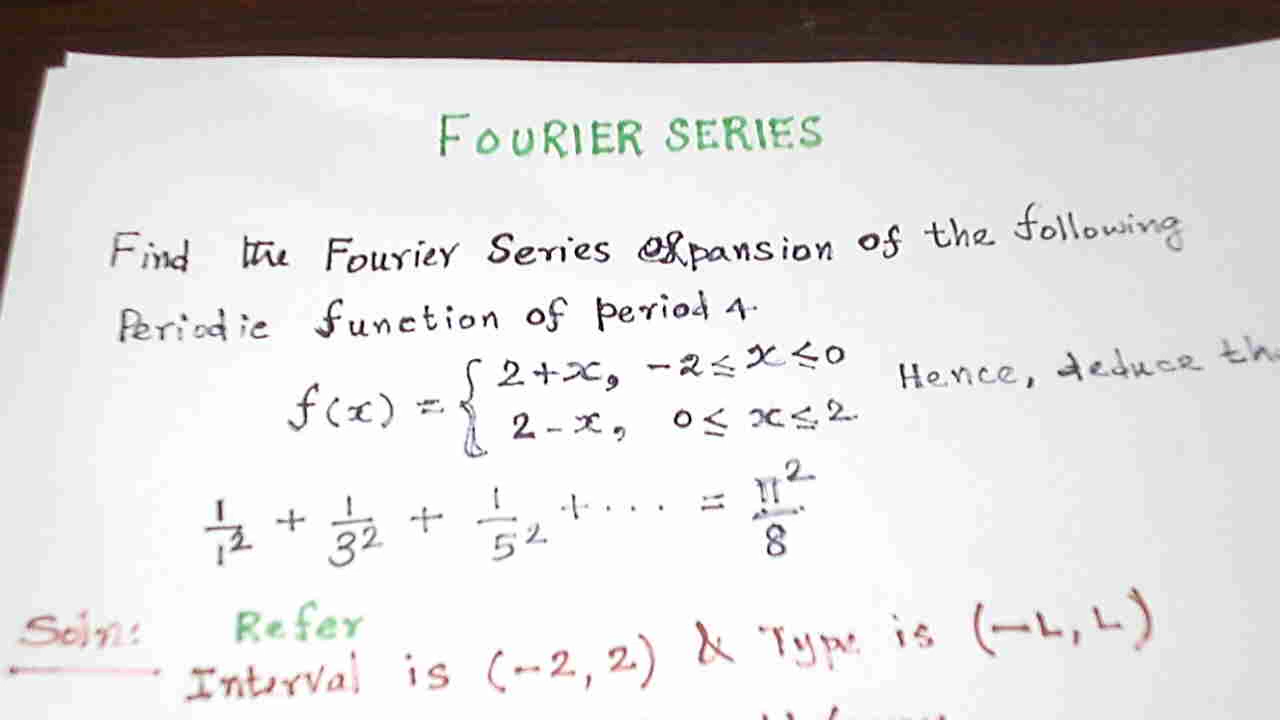 FOURIER SERIES
Find the Fourier Series expansion of the following
Periodic function of period 4.
f(x) = { 2+x, -2 ≤ x ≤ 0
2-x, 0 ≤ x ≤ 2 Hence, deduce
1/1² + 1/3² + 1/5² + .... = π²/8
Soln: Refer
Interval is (-2, 2) & Type is (-L, L)